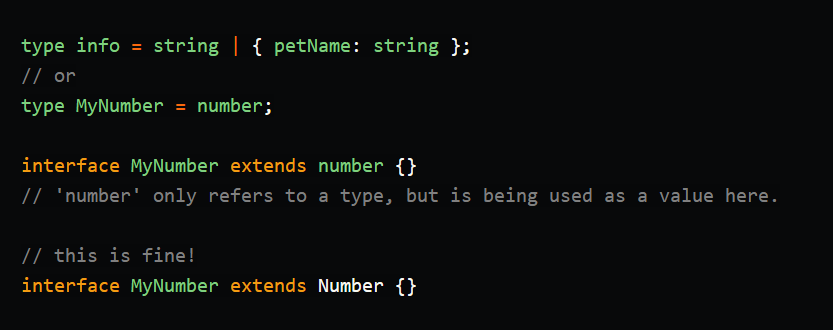 type info = string | { petName: string };
// or
type MyNumber = number;
interface MyNumber extends number {}
// 'number' only refers to a type, but is being used as a value here.
// this is fine!
interface MyNumber extends Number {}